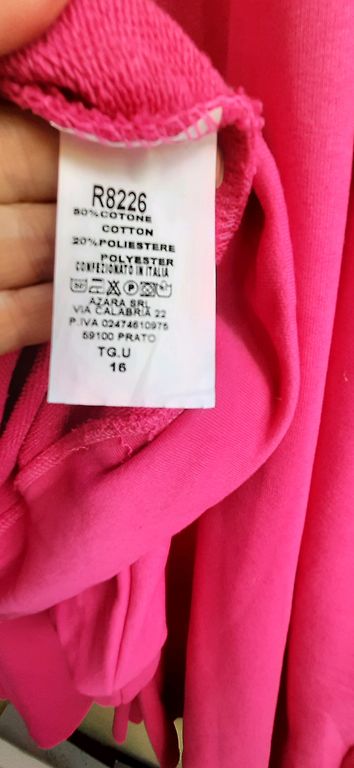 R8226
80%COTONE
COTTON
20%POLIESTERE
POLYESTER
CONFEZIONATO IN ITALIA
AZARA SRL
VIA CALABRIA 22
P.IVA 02474610975
59100 PRATO
TG.U
16